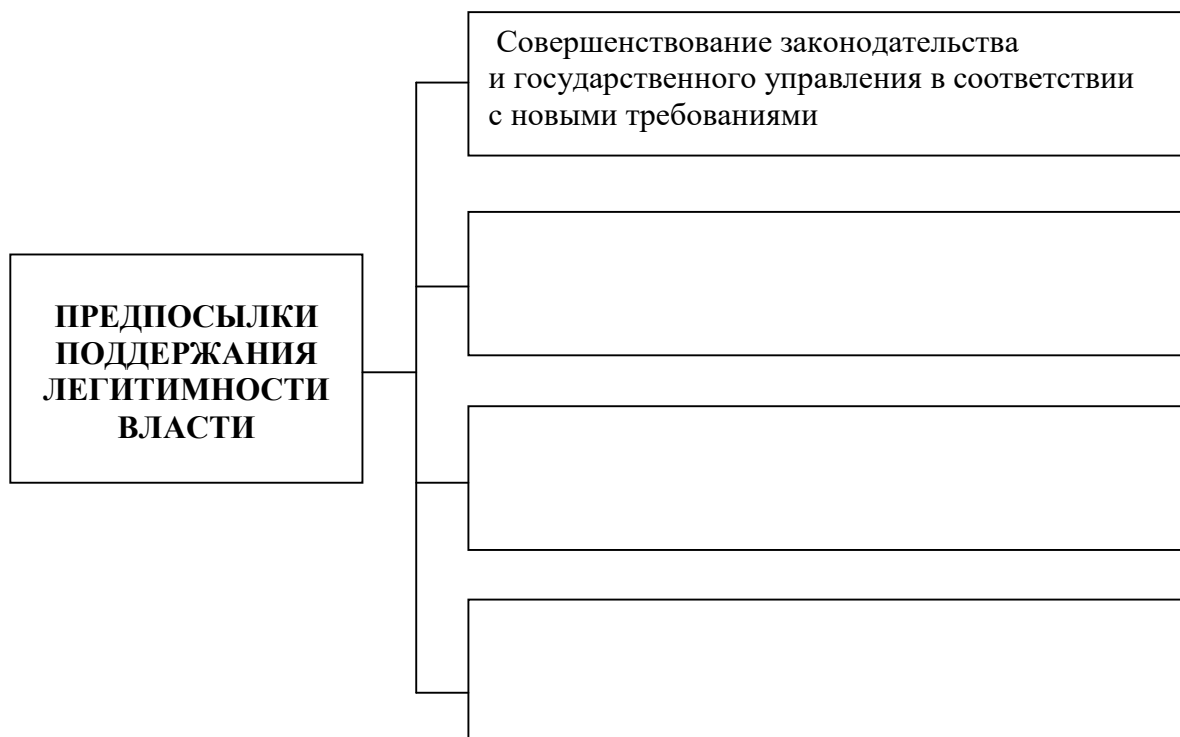 Совершенствование законодательства
и государственного управления в соответствии
с новыми требованиями
ПРЕДПОСЫЛКИ
ПОДДЕРЖАНИЯ
ЛЕГИТИМНОСТИ
ВЛАСТИ